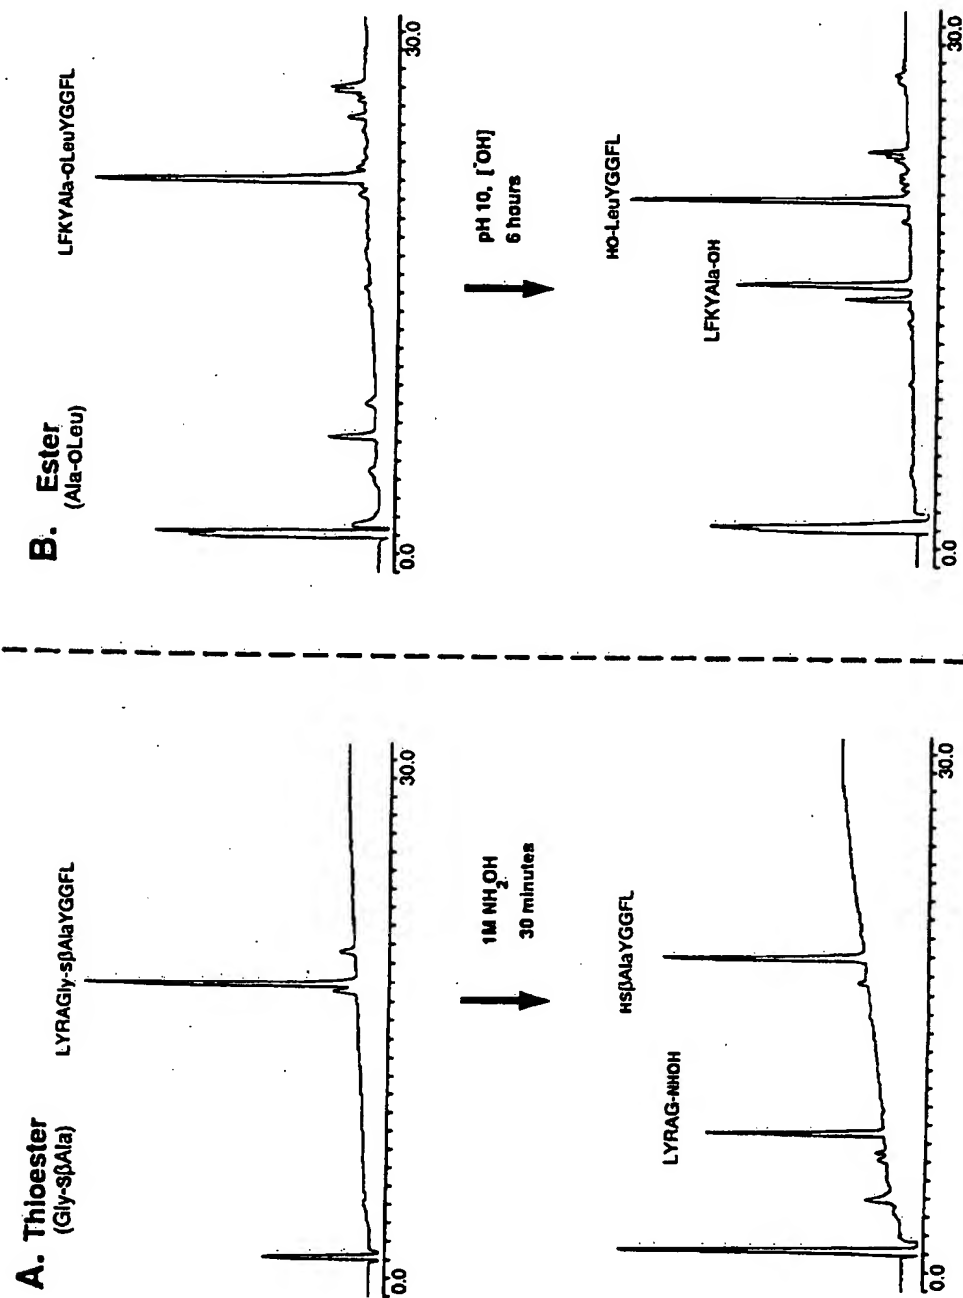 A. Thioester
(Gly-sβAla)
LYRAGly-sβAlaYGGFL
0.0
30.0
1M NH2OH
30 minutes
LYRAG-NHOH
HSβAlaYGGFL
0.0
30.0
B. Ester
(Ala-OLeu)
LFKYAla-OLeuYGGFL
0.0
30.0
pH 10, [-OH]
6 hours
LFKYAla-OH
HO-LeuYGGFL
0.0
30.0